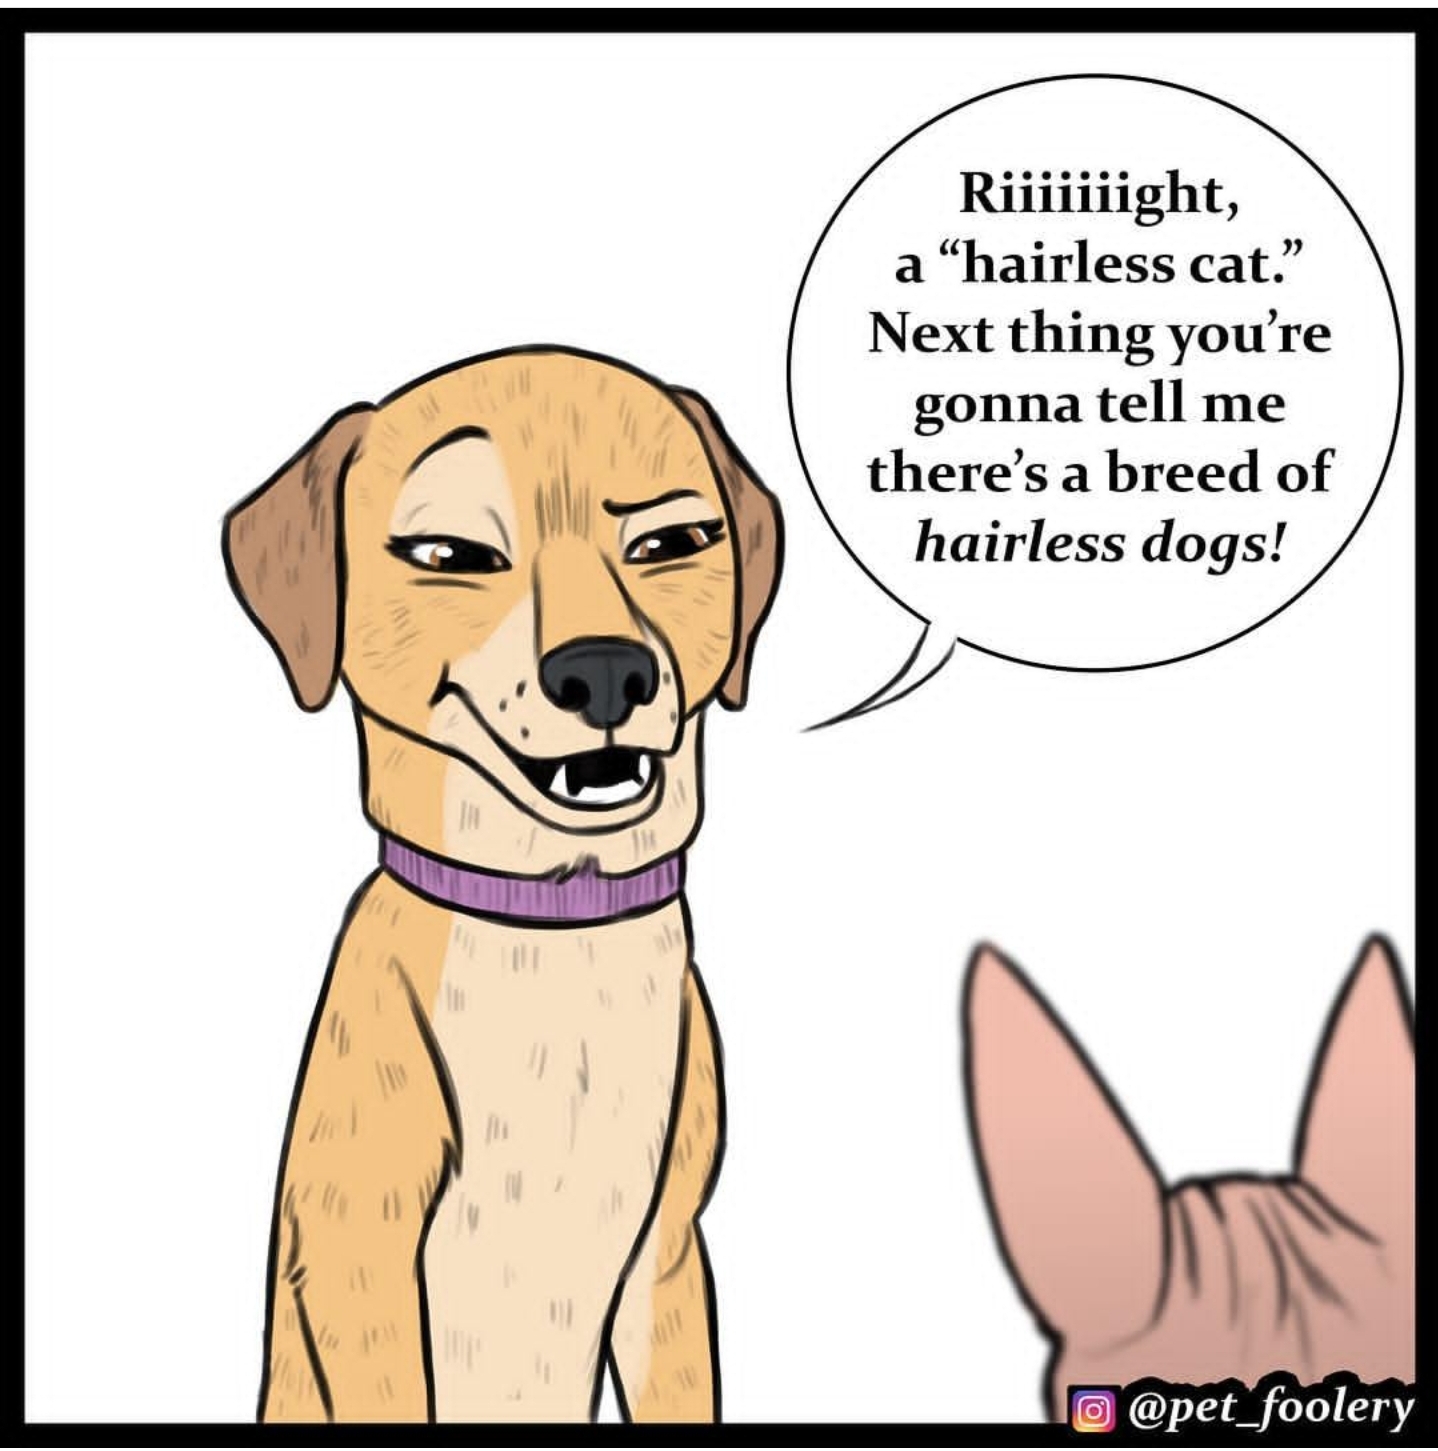 Riiiiiiight,
a “hairless cat.”
Next thing you’re
gonna tell me
there’s a breed of
hairless dogs!
@pet_foolery